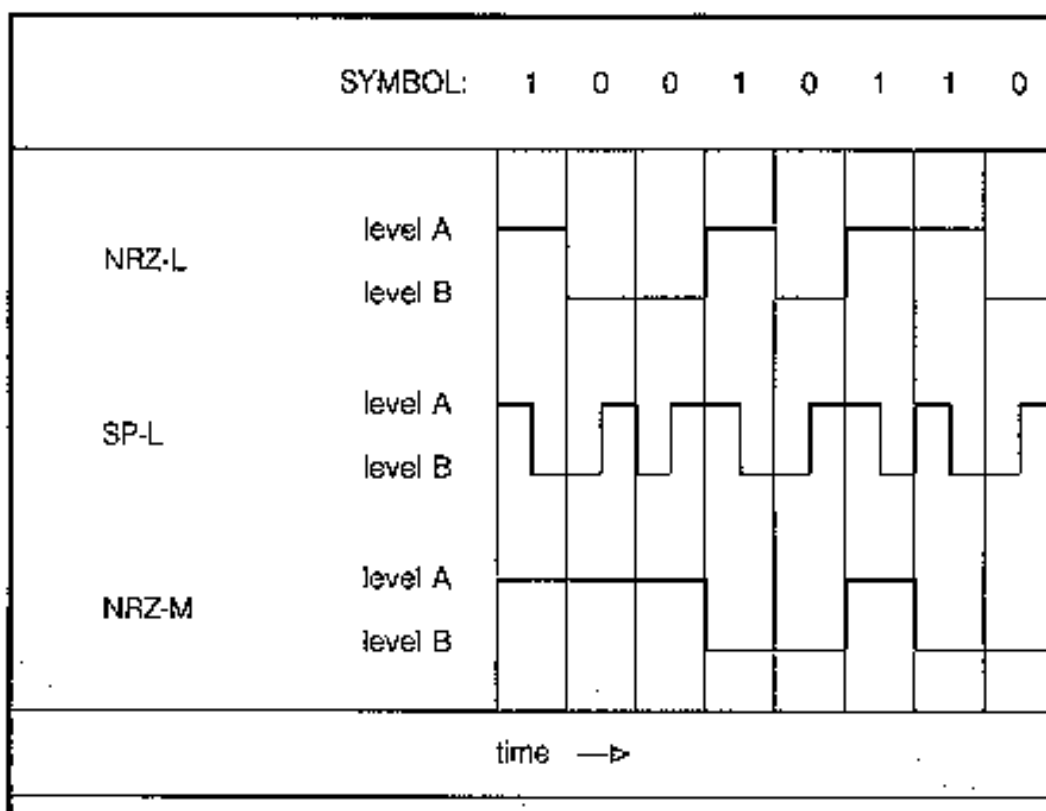 SYMBOL: 1 0 0 1 0 1 1 0
level A
NRZ-L
level B
level A
SP-L
level B
level A
NRZ-M
level B
time